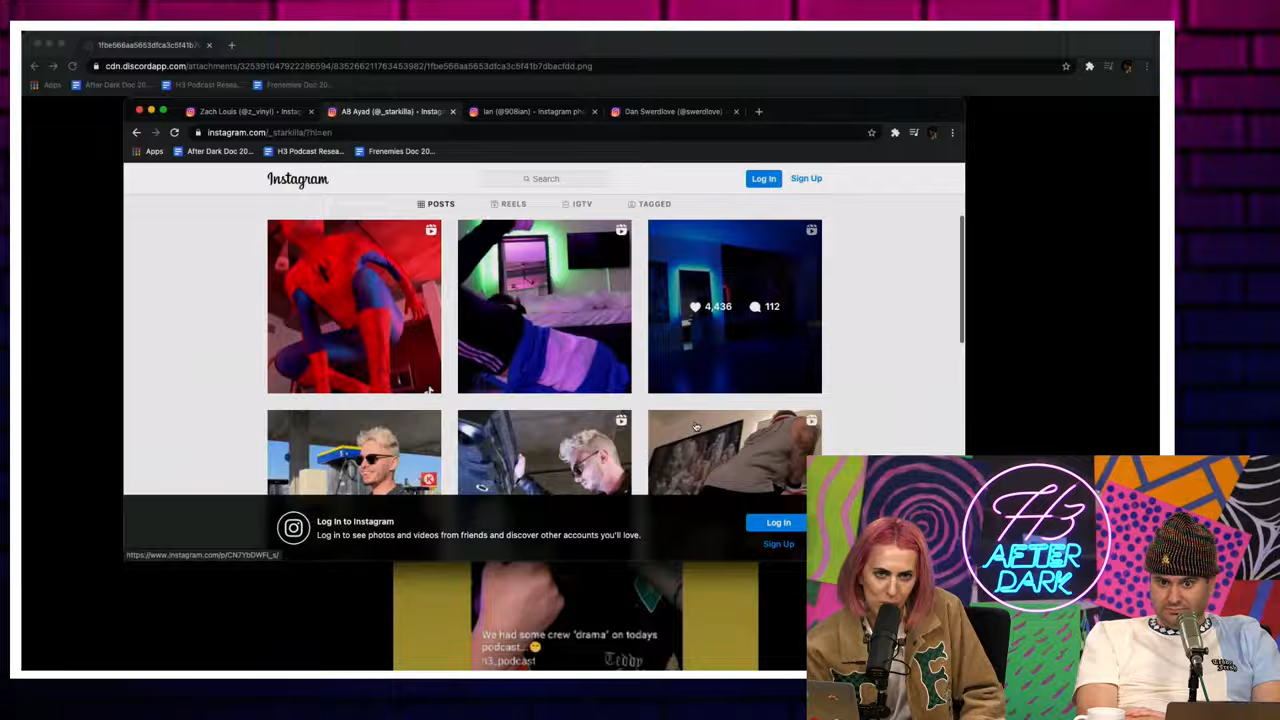 1fbe566aa5653dfca3c5f41b7
cdn.discordapp.com/attachments/325391047922286594/835266211763453982/1fbe566aa5653dfca3c5f41b7dbacfdd.png
Apps After Dark Doc 20... H3 Podcast Resea... Frenemies Doc 20...
Zach Louis (@z_vinyl) • Instag AB Ayad (@_starkilla) • Instag Ian (@908ian) • Instagram ph Dan Swerdlove (@swerdlove) •
instagram.com/_starkilla/?hl=en
Apps After Dark Doc 20... H3 Podcast Resea... Frenemies Doc 20...
Instagram Search Log In Sign Up
POSTS REELS IGTV TAGGED
4,436 112
K
Log In to Instagram
Log in to see photos and videos from friends and discover other accounts you'll love.
Log In
Sign Up
https://www.instagram.com/p/CN7YbDWFi_s/
We had some crew 'drama' on todays
podcast...
h3_podcast
Teddy
H3
AFTER
DARK